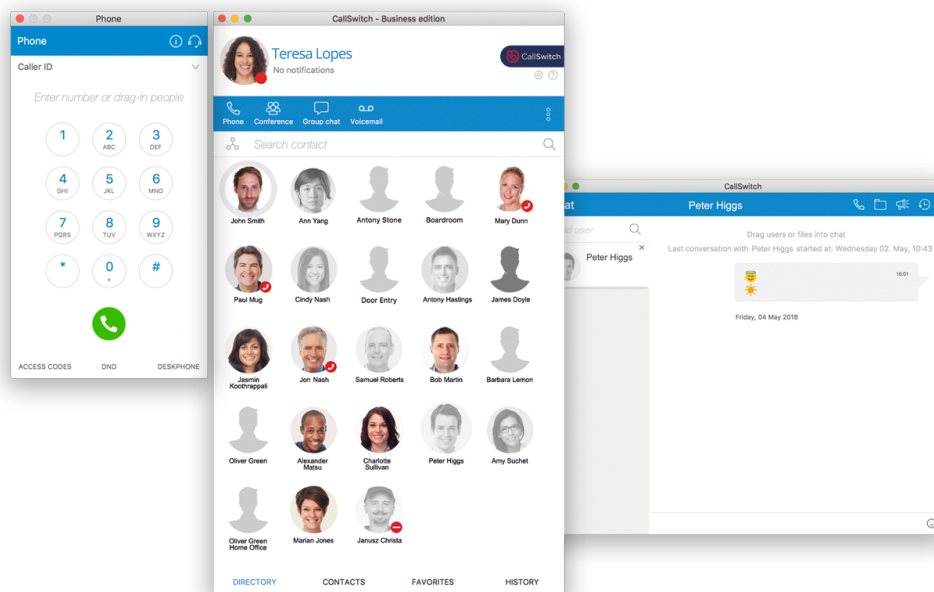 Phone
Phone
Caller ID
Enter number or drag-in people
1
2
3
ABC
DEF
4
5
6
GHI
JKL
MNO
7
8
9
PQRS
TUV
WXYZ
*
0
#
+
ACCESS CODES
DND
DESKPHONE
CallSwitch - Business edition
Teresa Lopes
No notifications
CallSwitch
Phone
Conference
Group chat
Voicemail
Search contact
John Smith
Ann Yang
Antony Stone
Boardroom
Mary Dunn
Paul Mug
Cindy Nash
Door Entry
Antony Hastings
James Doyle
Jasmin
Koothrappali
Jon Nash
Samuel Roberts
Bob Martin
Barbara Lemon
Oliver Green
Alexander
Matsu
Charlotte
Sullivan
Peter Higgs
Amy Suchet
Oliver Green
Home Office
Marian Jones
Janusz Christa
DIRECTORY
CONTACTS
FAVORITES
HISTORY
CallSwitch
at
Peter Higgs
dd user
Peter Higgs
Drag users or files into chat
Last conversation with Peter Higgs started at: Wednesday 02. May, 10:43
16:01
Friday, 04 May 2018